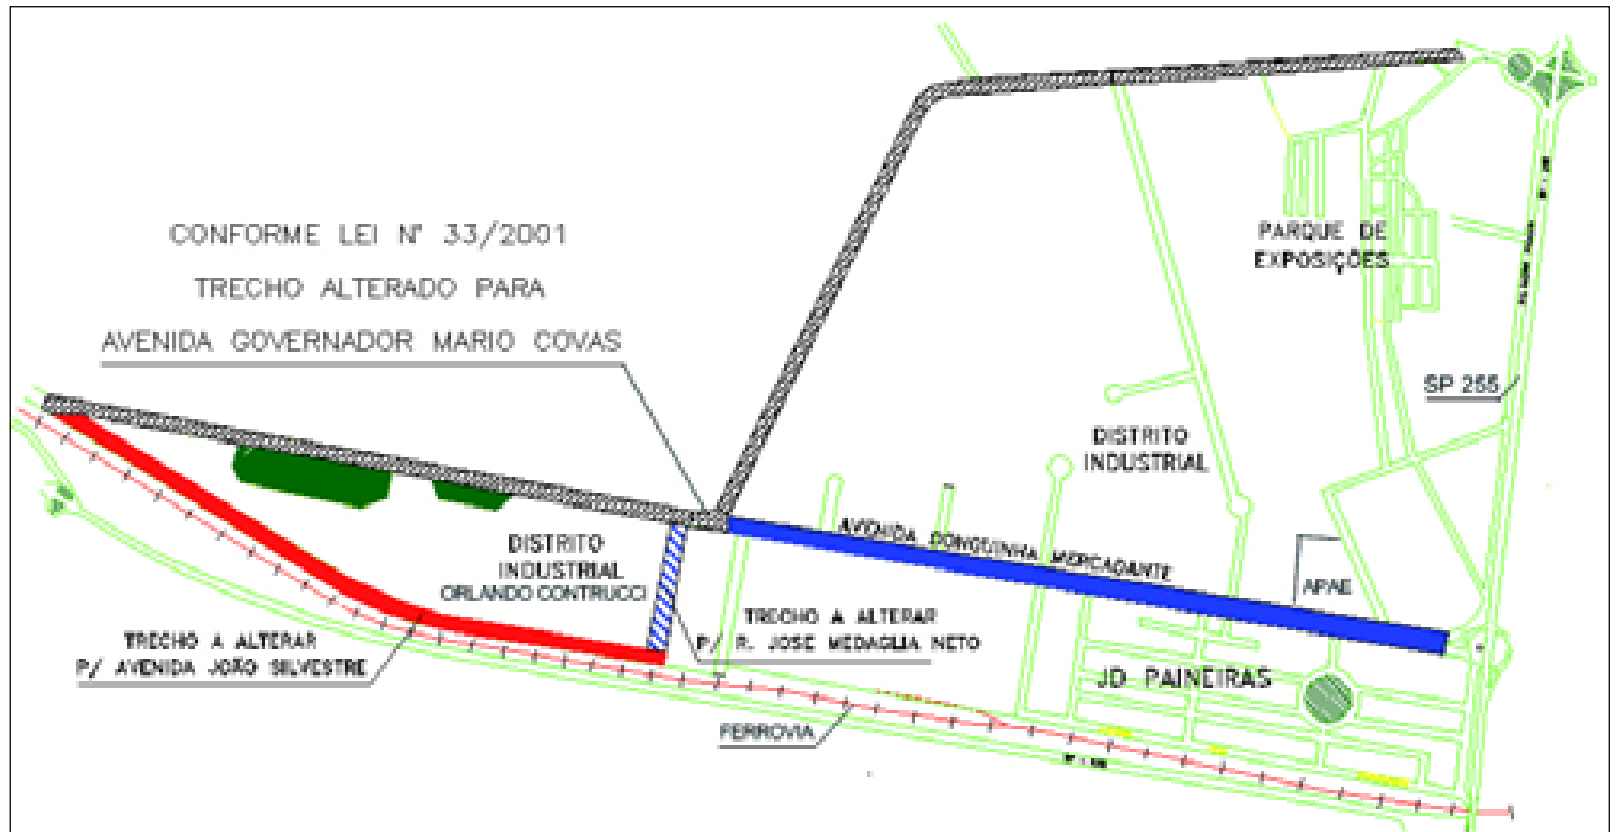 CONFORME LEI N° 33/2001
TRECHO ALTERADO PARA
AVENIDA GOVERNADOR MARIO COVAS
PARQUE DE
EXPOSIÇÕES
SP 255
DISTRITO
INDUSTRIAL
AVENIDA DONQUINHA MERCADANTE
APAE
DISTRITO
INDUSTRIAL
ORLANDO CONTRUCCI
TRECHO A ALTERAR
P/ R. JOSE MEDAGLIA NETO
TRECHO A ALTERAR
P/ AVENIDA JOÃO SILVESTRE
JD PAINEIRAS
FERROVIA